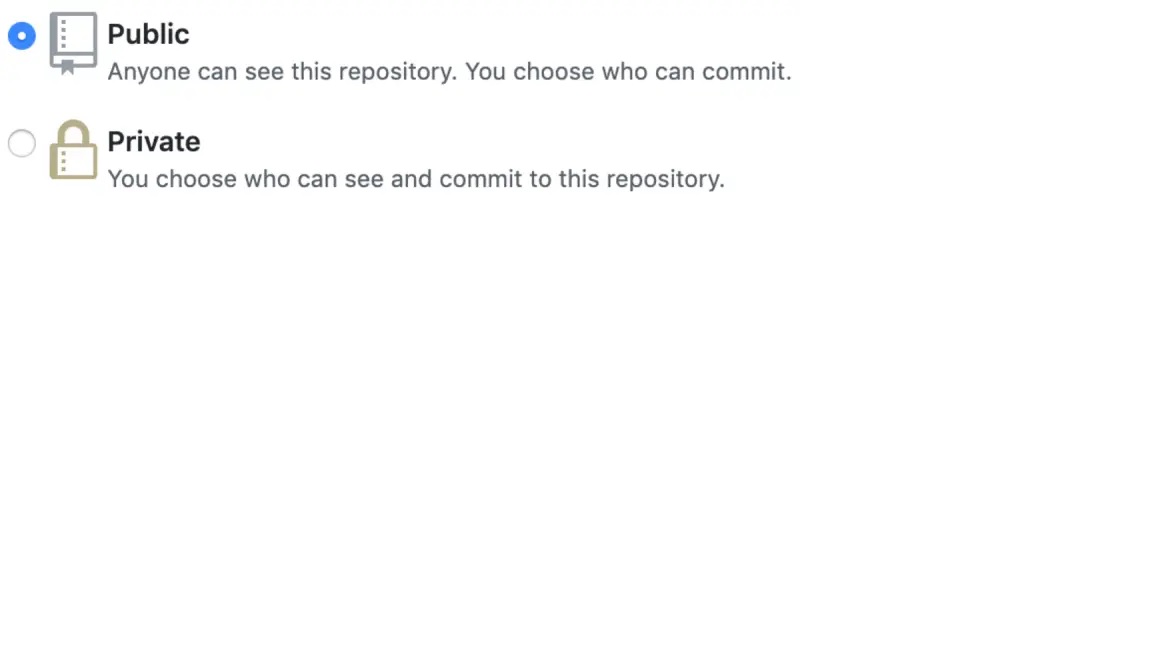 Public
Anyone can see this repository. You choose who can commit.
Private
You choose who can see and commit to this repository.